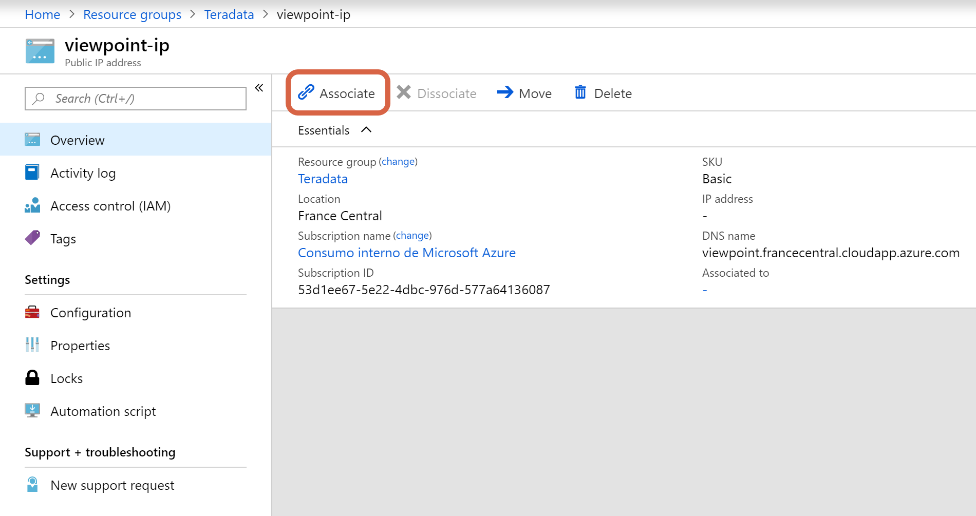 Home > Resource groups > Teradata > viewpoint-ip
viewpoint-ip
Public IP address
Search (Ctrl+/)
«
Overview
Activity log
Access control (IAM)
Tags
Settings
Configuration
Properties
Locks
Automation script
Support + troubleshooting
New support request
Associate Dissociate Move Delete
Essentials
Resource group (change)
Teradata
Location
France Central
Subscription name (change)
Consumo interno de Microsoft Azure
Subscription ID
53d1ee67-5e22-4dbc-976d-577a64136087
SKU
Basic
IP address
-
DNS name
viewpoint.francecentral.cloudapp.azure.com
Associated to
-